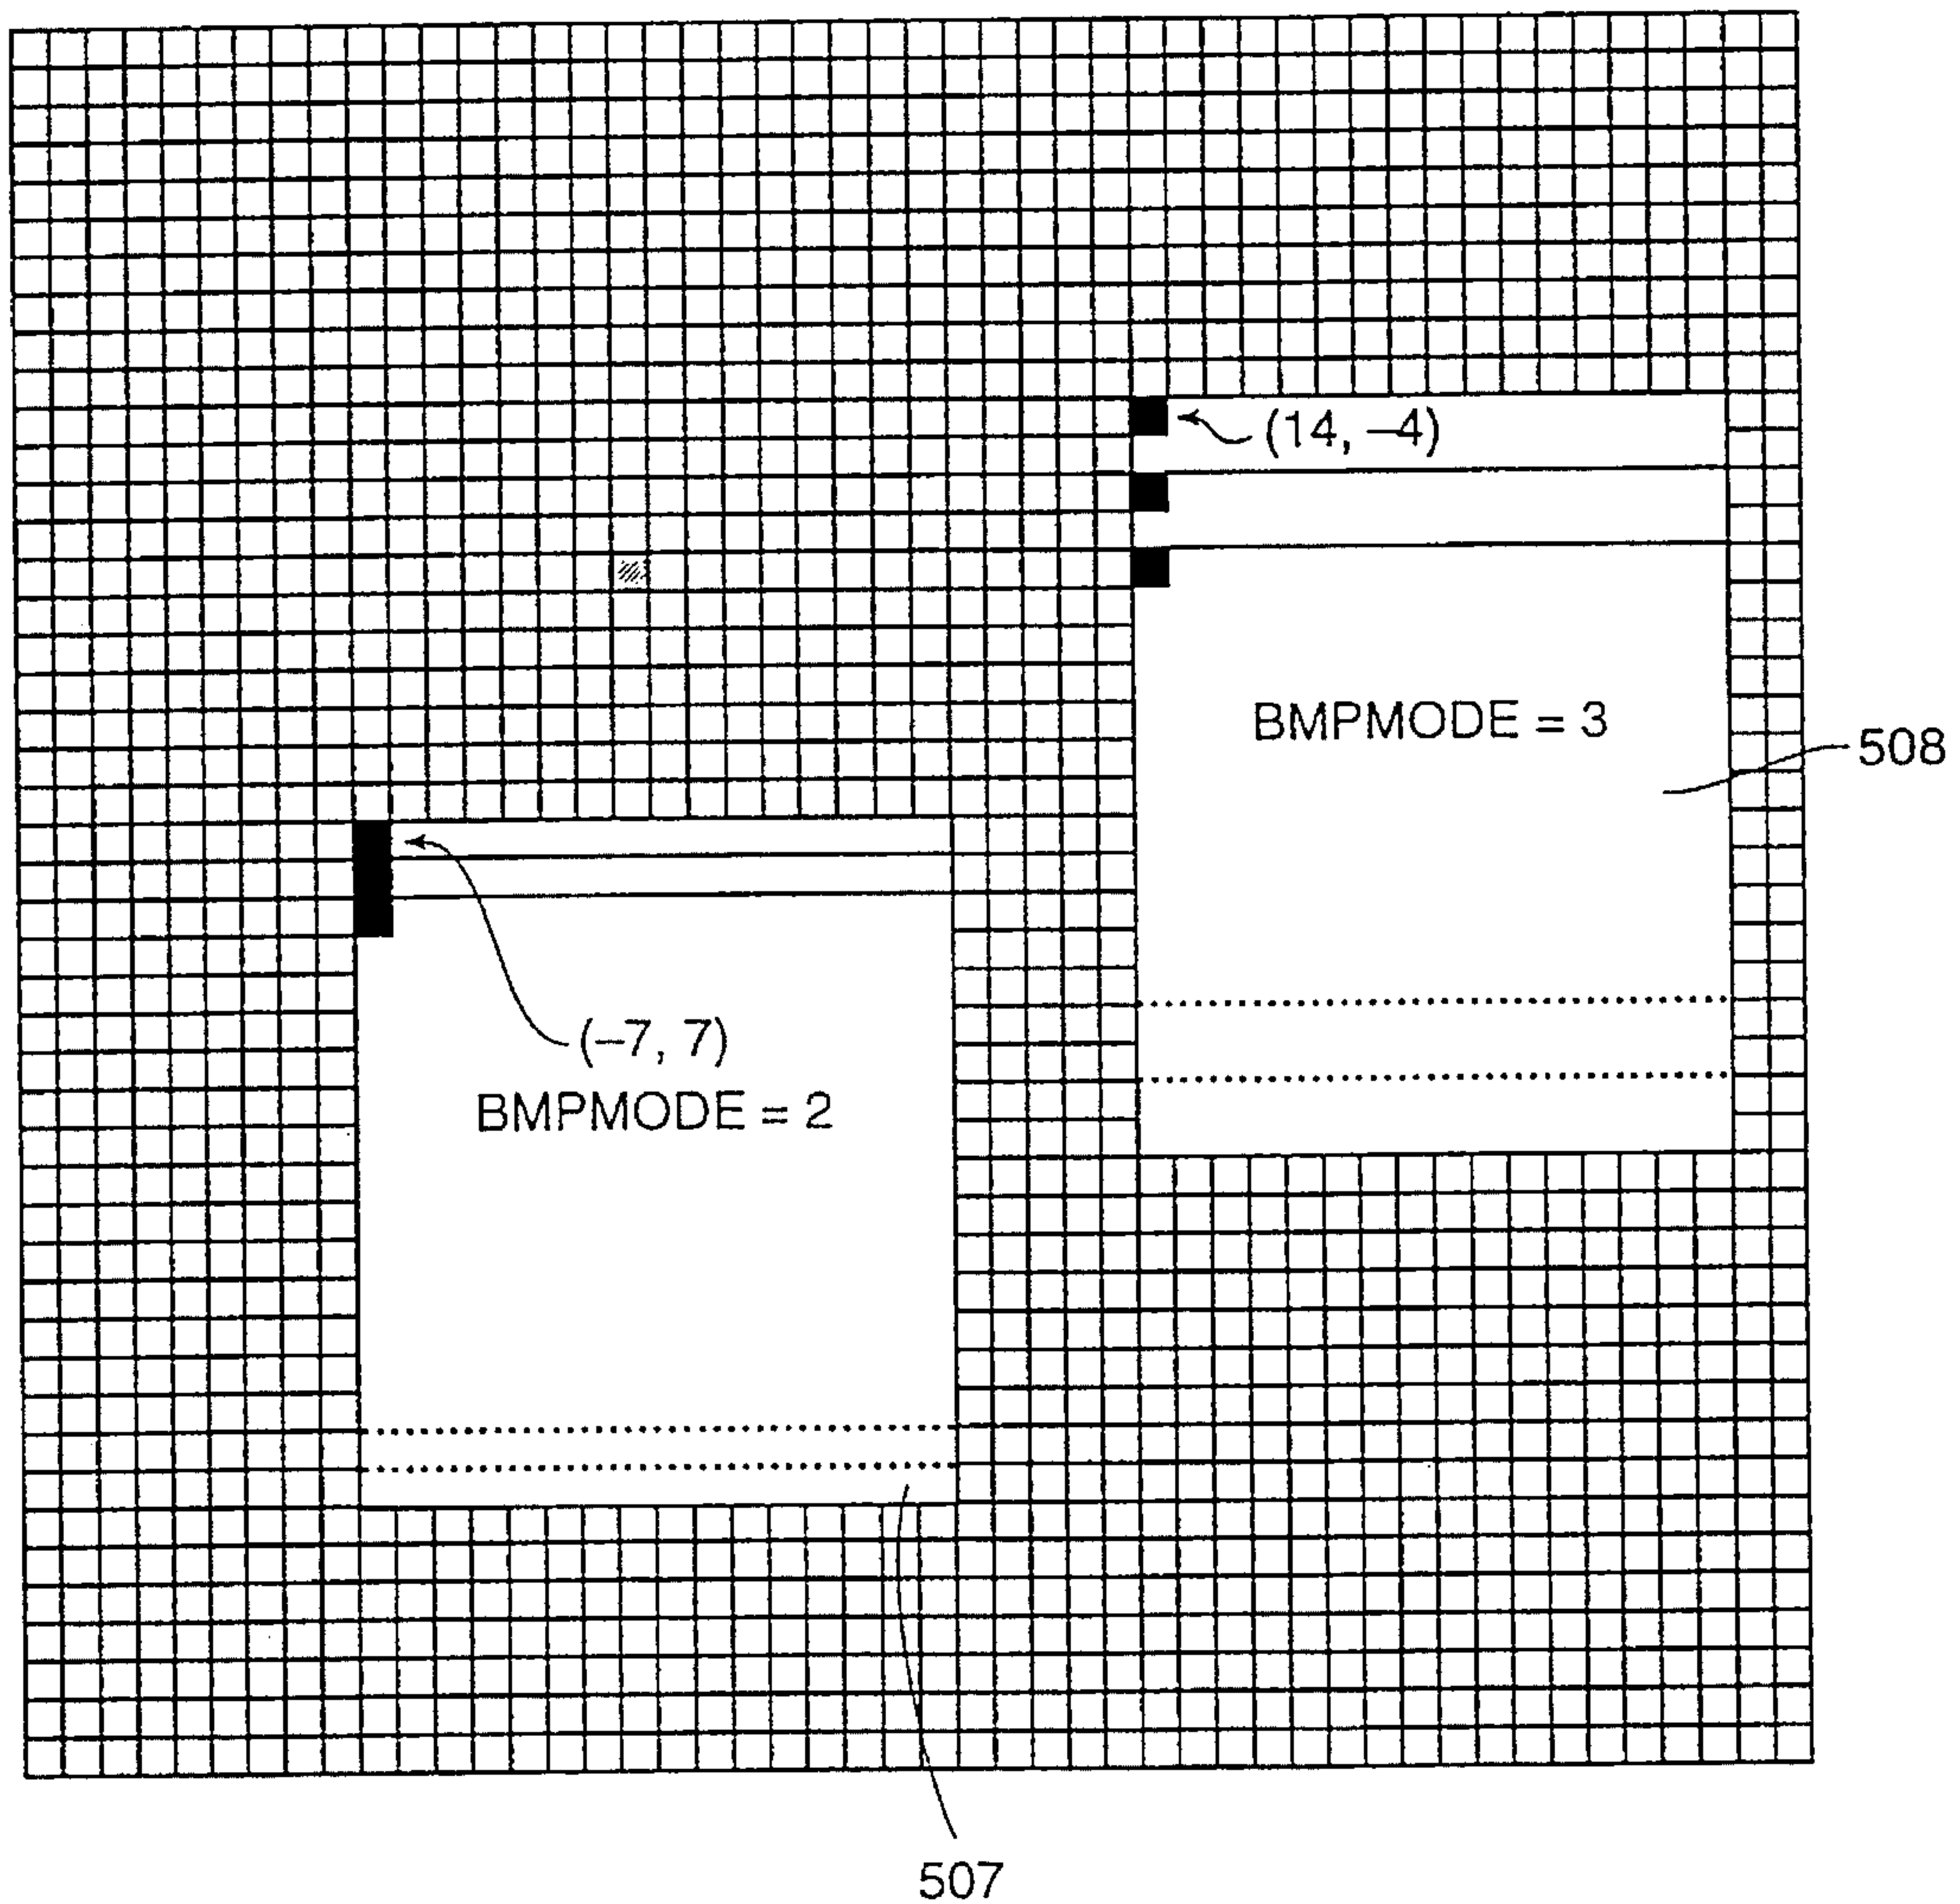 (14, –4)
BMPMODE = 3
508
(–7, 7)
BMPMODE = 2
507